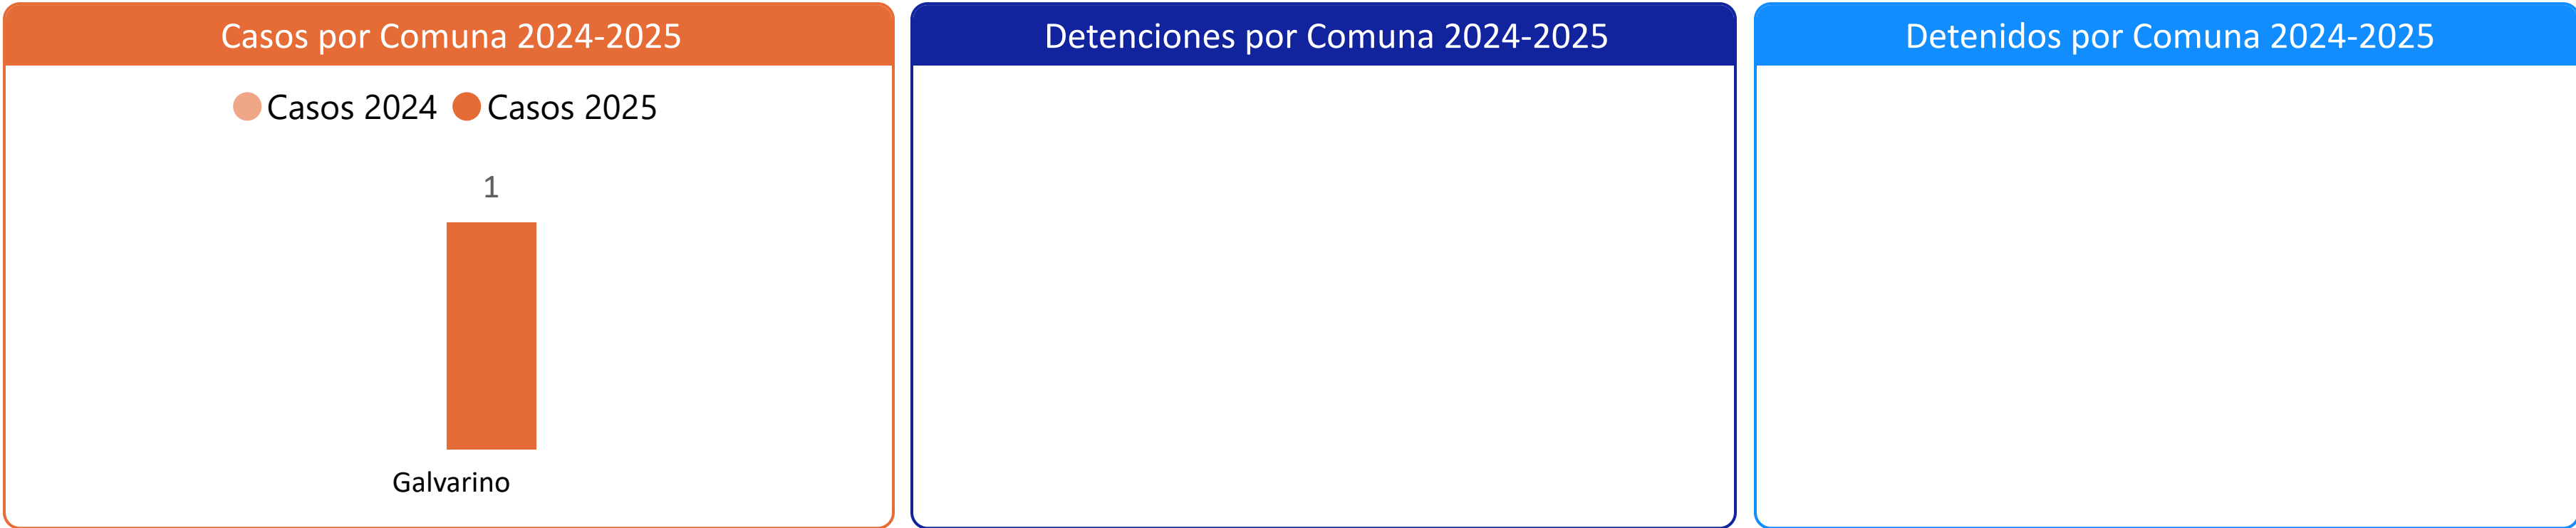 Casos por Comuna 2024-2025
Casos 2024 Casos 2025
1
Galvarino
Detenciones por Comuna 2024-2025
Detenidos por Comuna 2024-2025